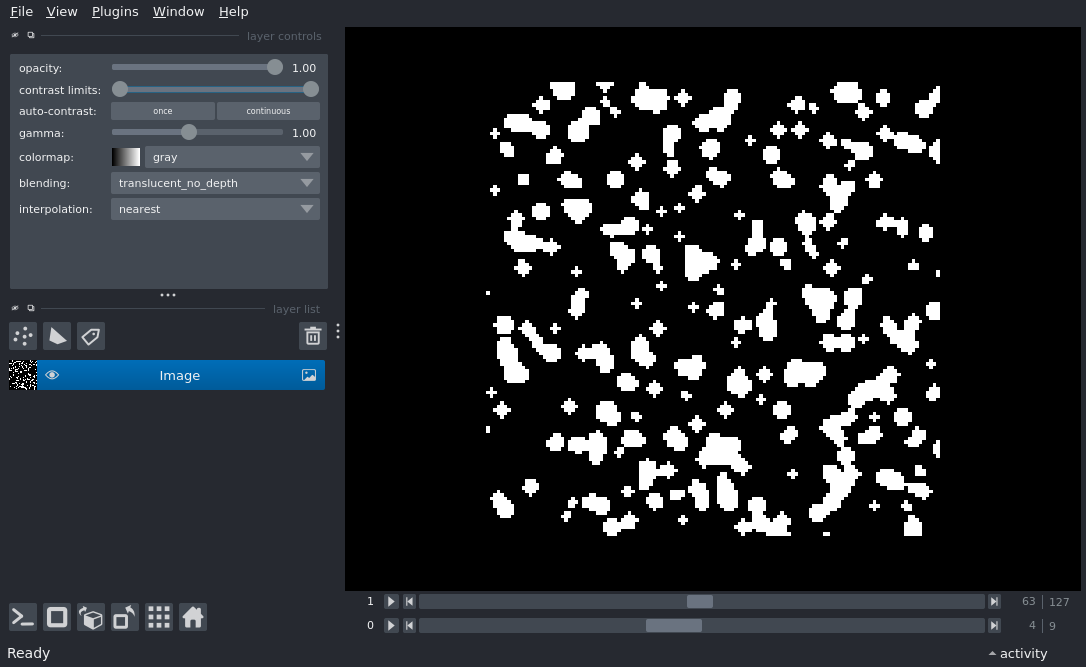 File View Plugins Window Help
layer controls
opacity: 1.00
contrast limits:
auto-contrast: once continuous
gamma: 1.00
colormap: gray
blending: translucent_no_depth
interpolation: nearest
layer list
Image
1 63 127
0 4 9
Ready activity